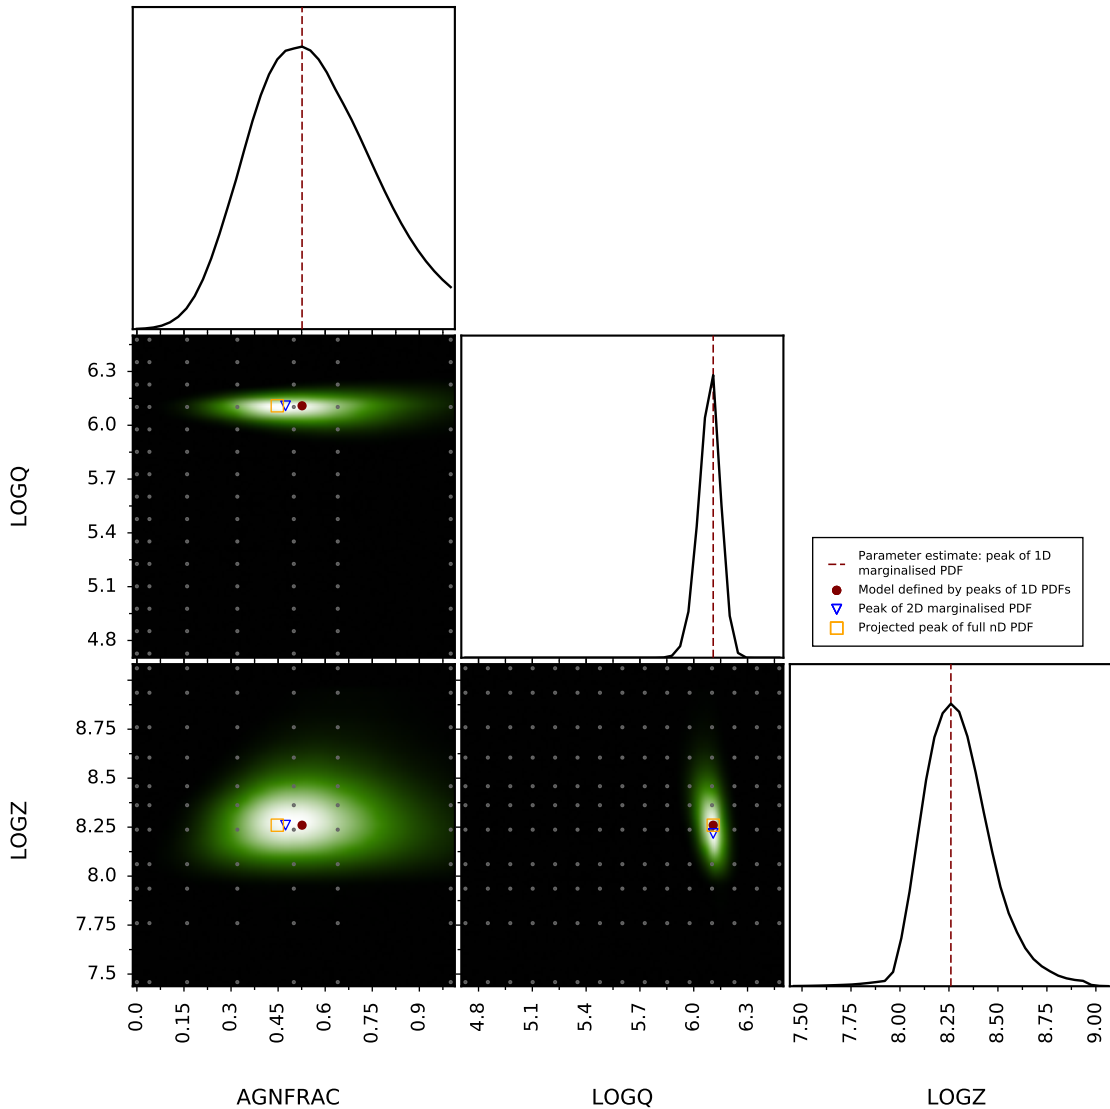 6.3
6.0
5.7
5.4
5.1
4.8
LOGQ
Parameter estimate: peak of 1D
marginalised PDF
Model defined by peaks of 1D PDFs
Peak of 2D marginalised PDF
Projected peak of full nD PDF
8.75
8.5
8.25
8.0
7.75
7.5
LOGZ
0.0 0.15 0.3 0.45 0.6 0.75 0.9
4.8 5.1 5.4 5.7 6.0 6.3
7.50 7.75 8.00 8.25 8.50 8.75 9.00
AGNFRAC LOGQ LOGZ